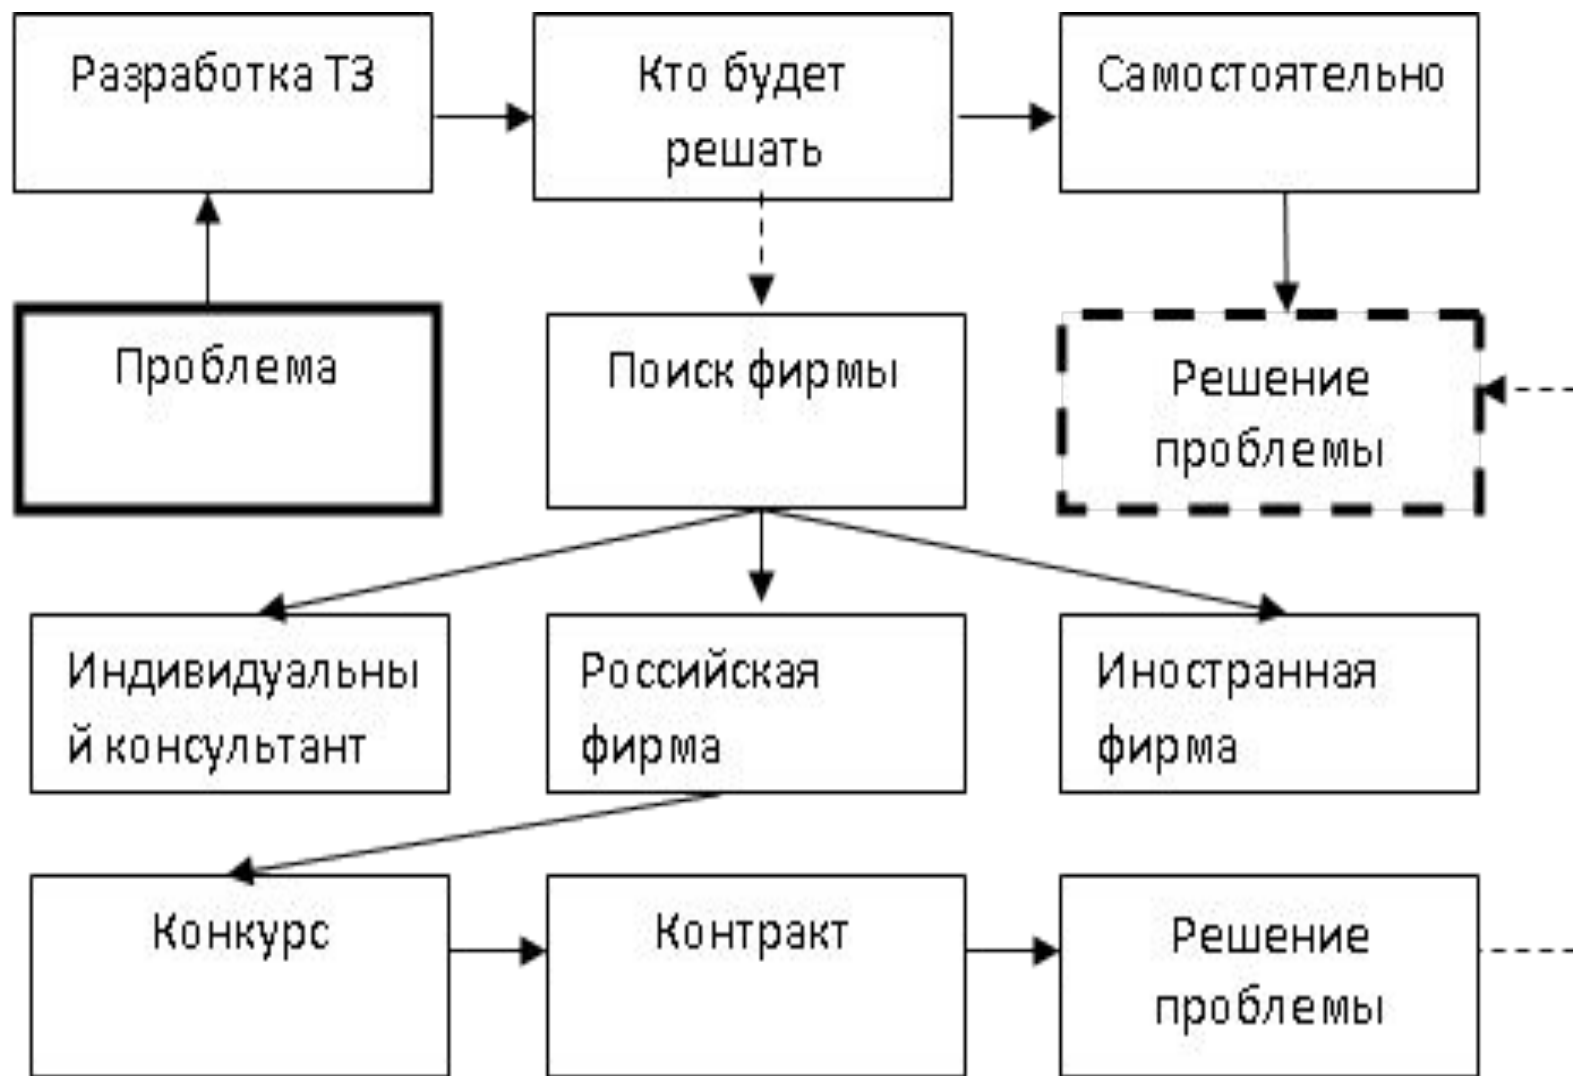 Разработка ТЗ
Кто будет
решать
Самостоятельно
Проблема
Поиск фирмы
Решение
проблемы
Индивидуальны
й консультант
Российская
фирма
Иностранная
фирма
Конкурс
Контракт
Решение
проблемы